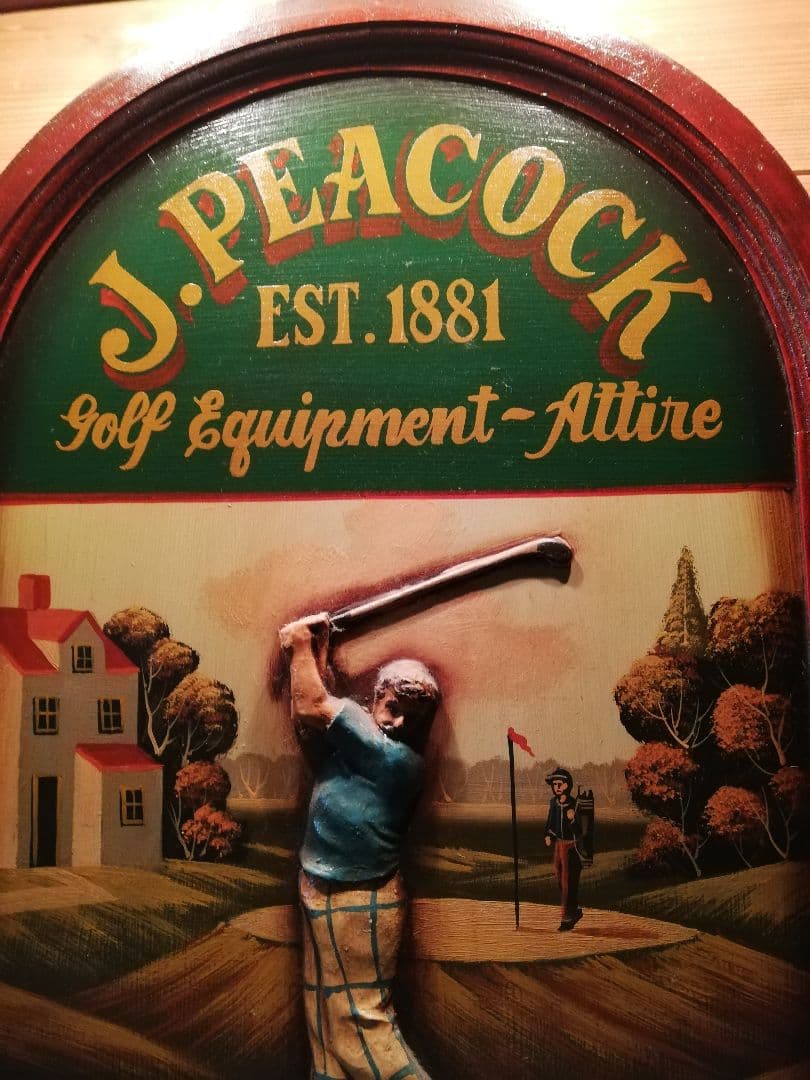 J. PEACOCK
EST. 1881
Golf Equipment ~ Attire